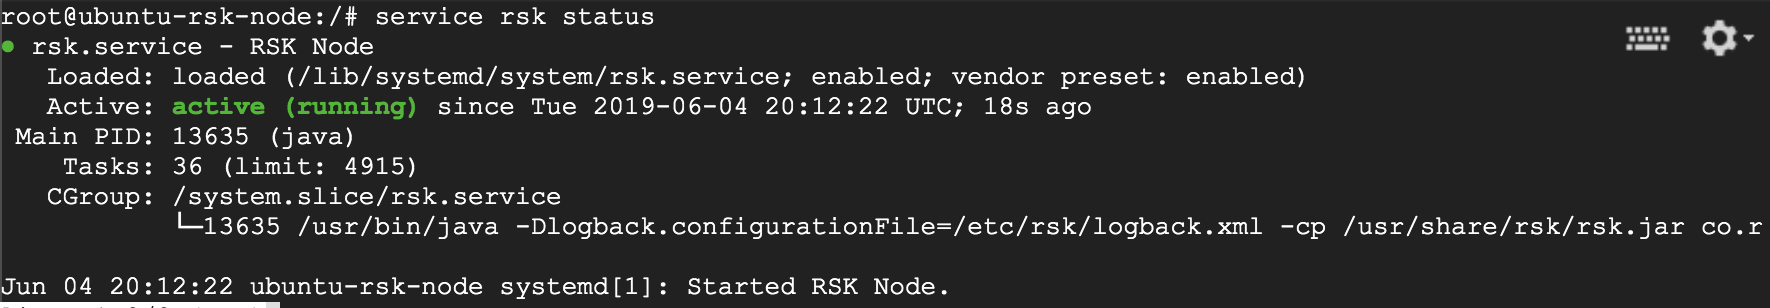 root@ubuntu-rsk-node:/# service rsk status
● rsk.service - RSK Node
   Loaded: loaded (/lib/systemd/system/rsk.service; enabled; vendor preset: enabled)
   Active: active (running) since Tue 2019-06-04 20:12:22 UTC; 18s ago
 Main PID: 13635 (java)
    Tasks: 36 (limit: 4915)
   CGroup: /system.slice/rsk.service
           └─13635 /usr/bin/java -Dlogback.configurationFile=/etc/rsk/logback.xml -cp /usr/share/rsk/rsk.jar co.r
Jun 04 20:12:22 ubuntu-rsk-node systemd[1]: Started RSK Node.